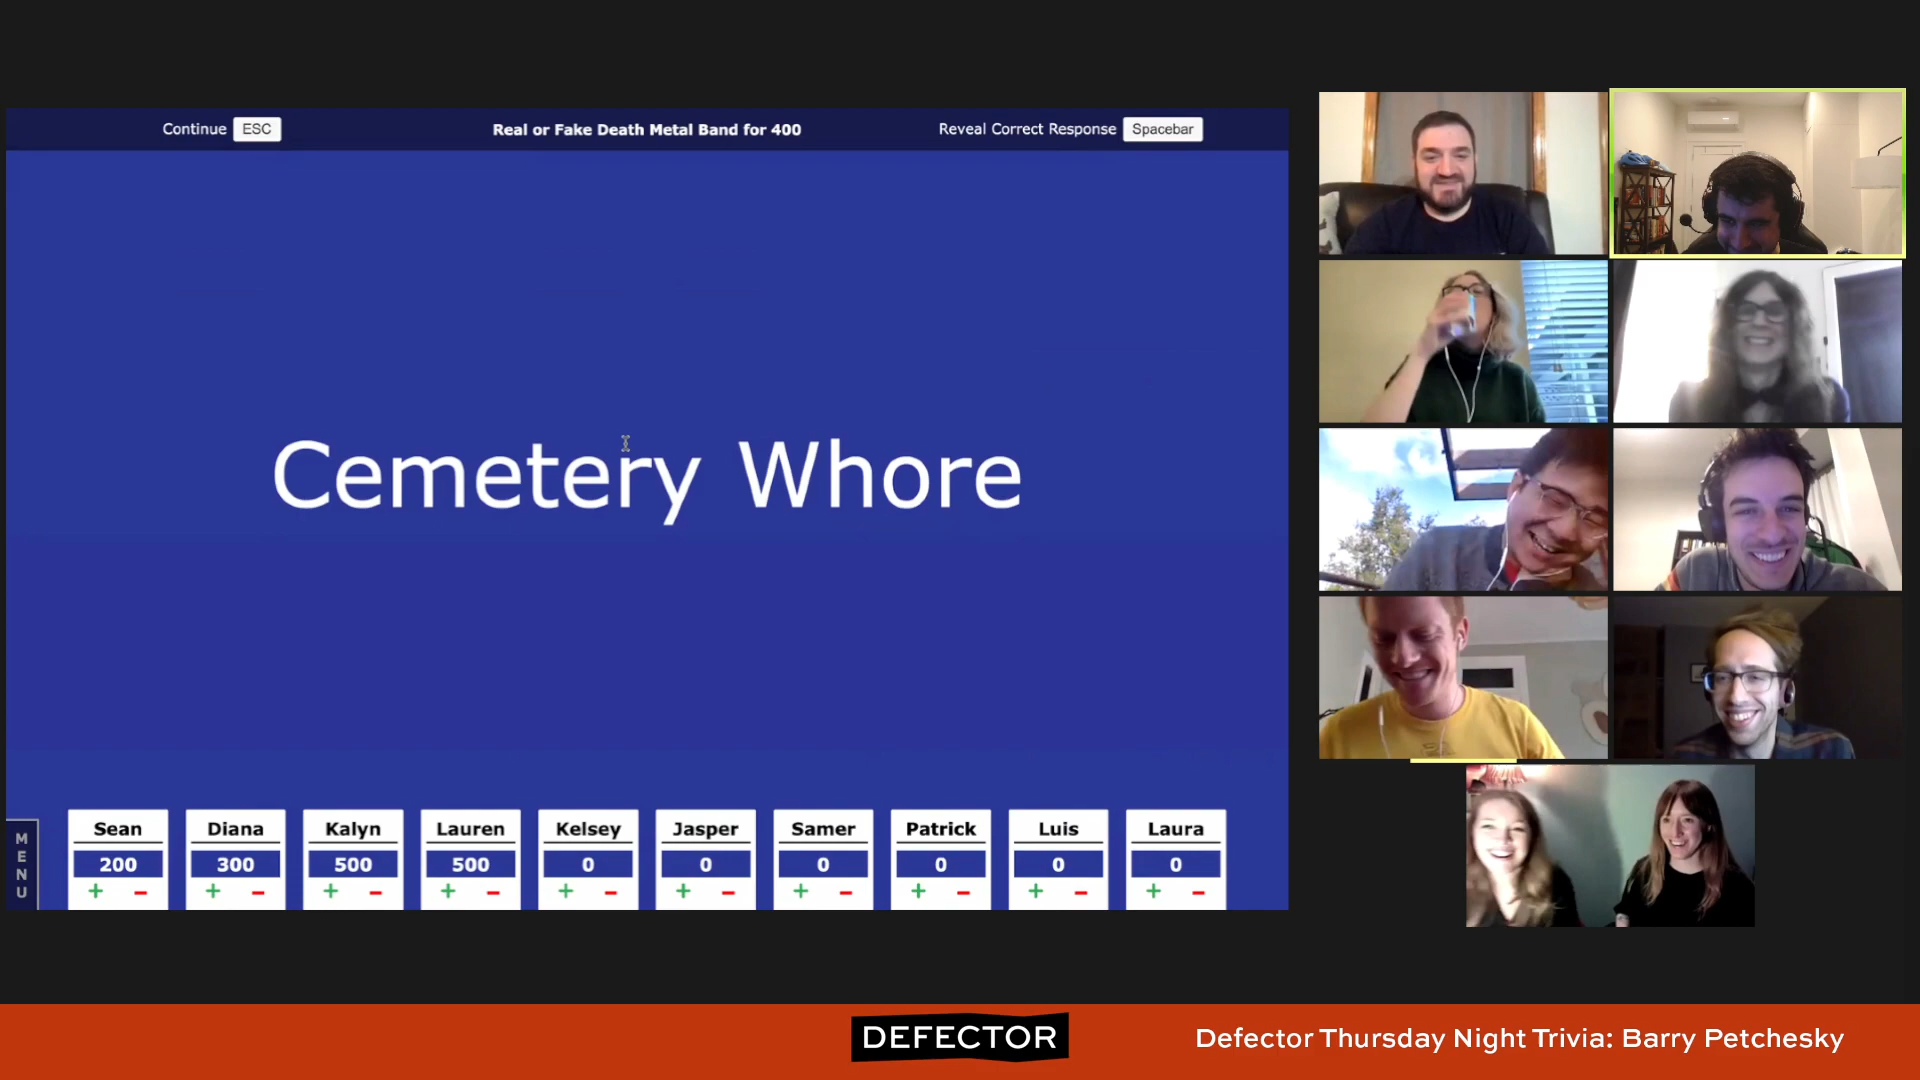 Continue ESC
Real or Fake Death Metal Band for 400
Reveal Correct Response Spacebar
Cemetery Whore
MENU
Sean Diana Kalyn Lauren Kelsey Jasper Samer Patrick Luis Laura
200 300 500 500 0 0 0 0 0 0
+ - + - + - + - + - + - + - + - + - + -
DEFECTOR
Defector Thursday Night Trivia: Barry Petchesky